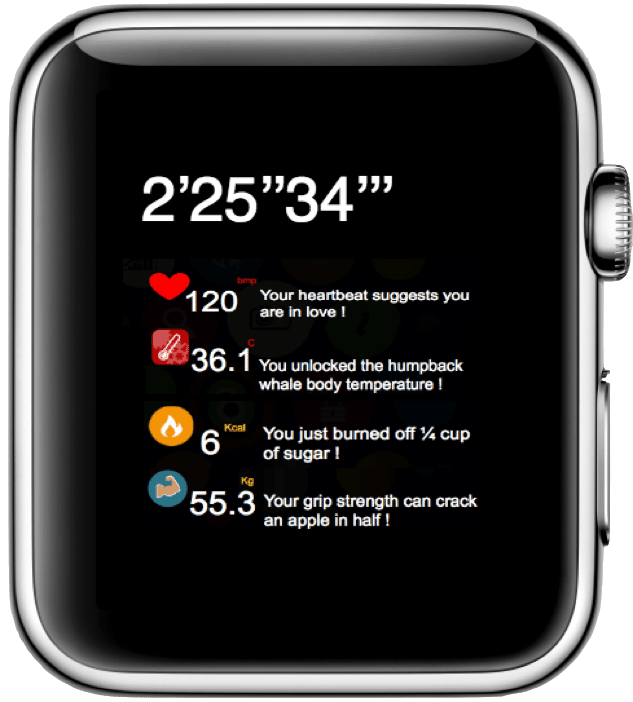 2’25’’34’’’
bmp
120 Your heartbeat suggests you
are in love !
C
36.1 You unlocked the humpback
whale body temperature !
Kcal
6 You just burned off ¼ cup
of sugar !
Kg
55.3 Your grip strength can crack
an apple in half !